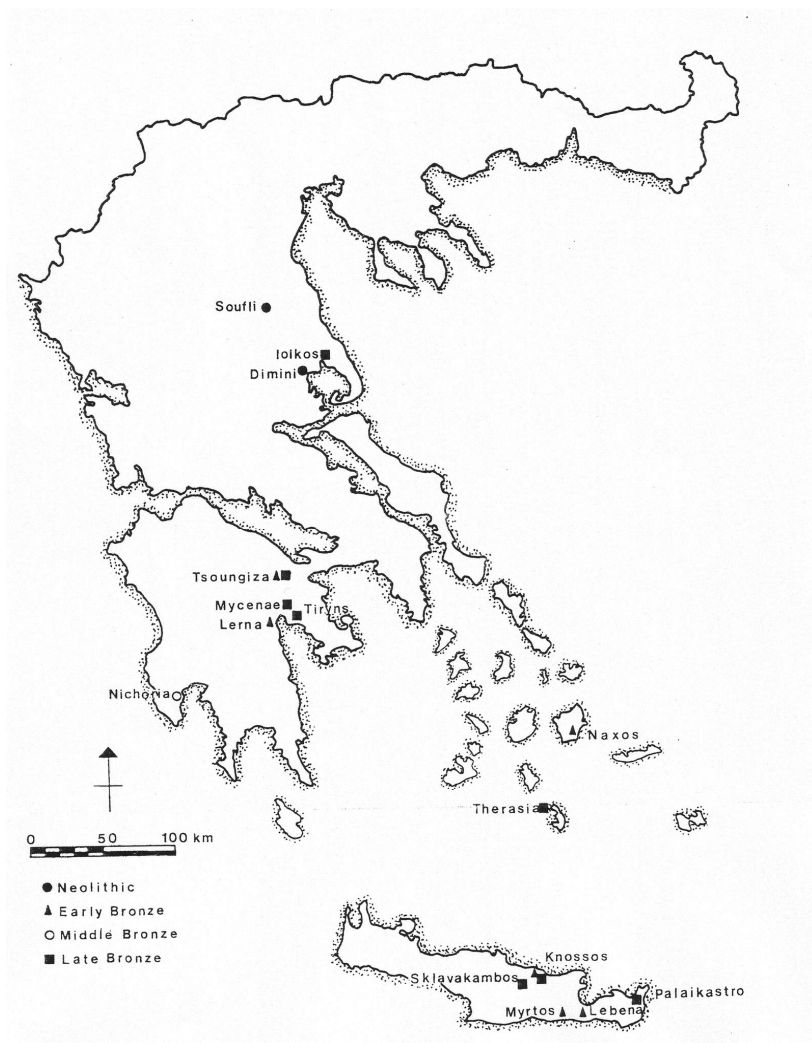 Soufli
Iolkos
Dimini
Tsoungiza
Mycenae
Tiryns
Lerna
Nichoria
Naxos
Therasia
0 50 100 km
Neolithic
Early Bronze
Middle Bronze
Late Bronze
Knossos
Sklavakambos
Palaikastro
Myrtos
Lebena